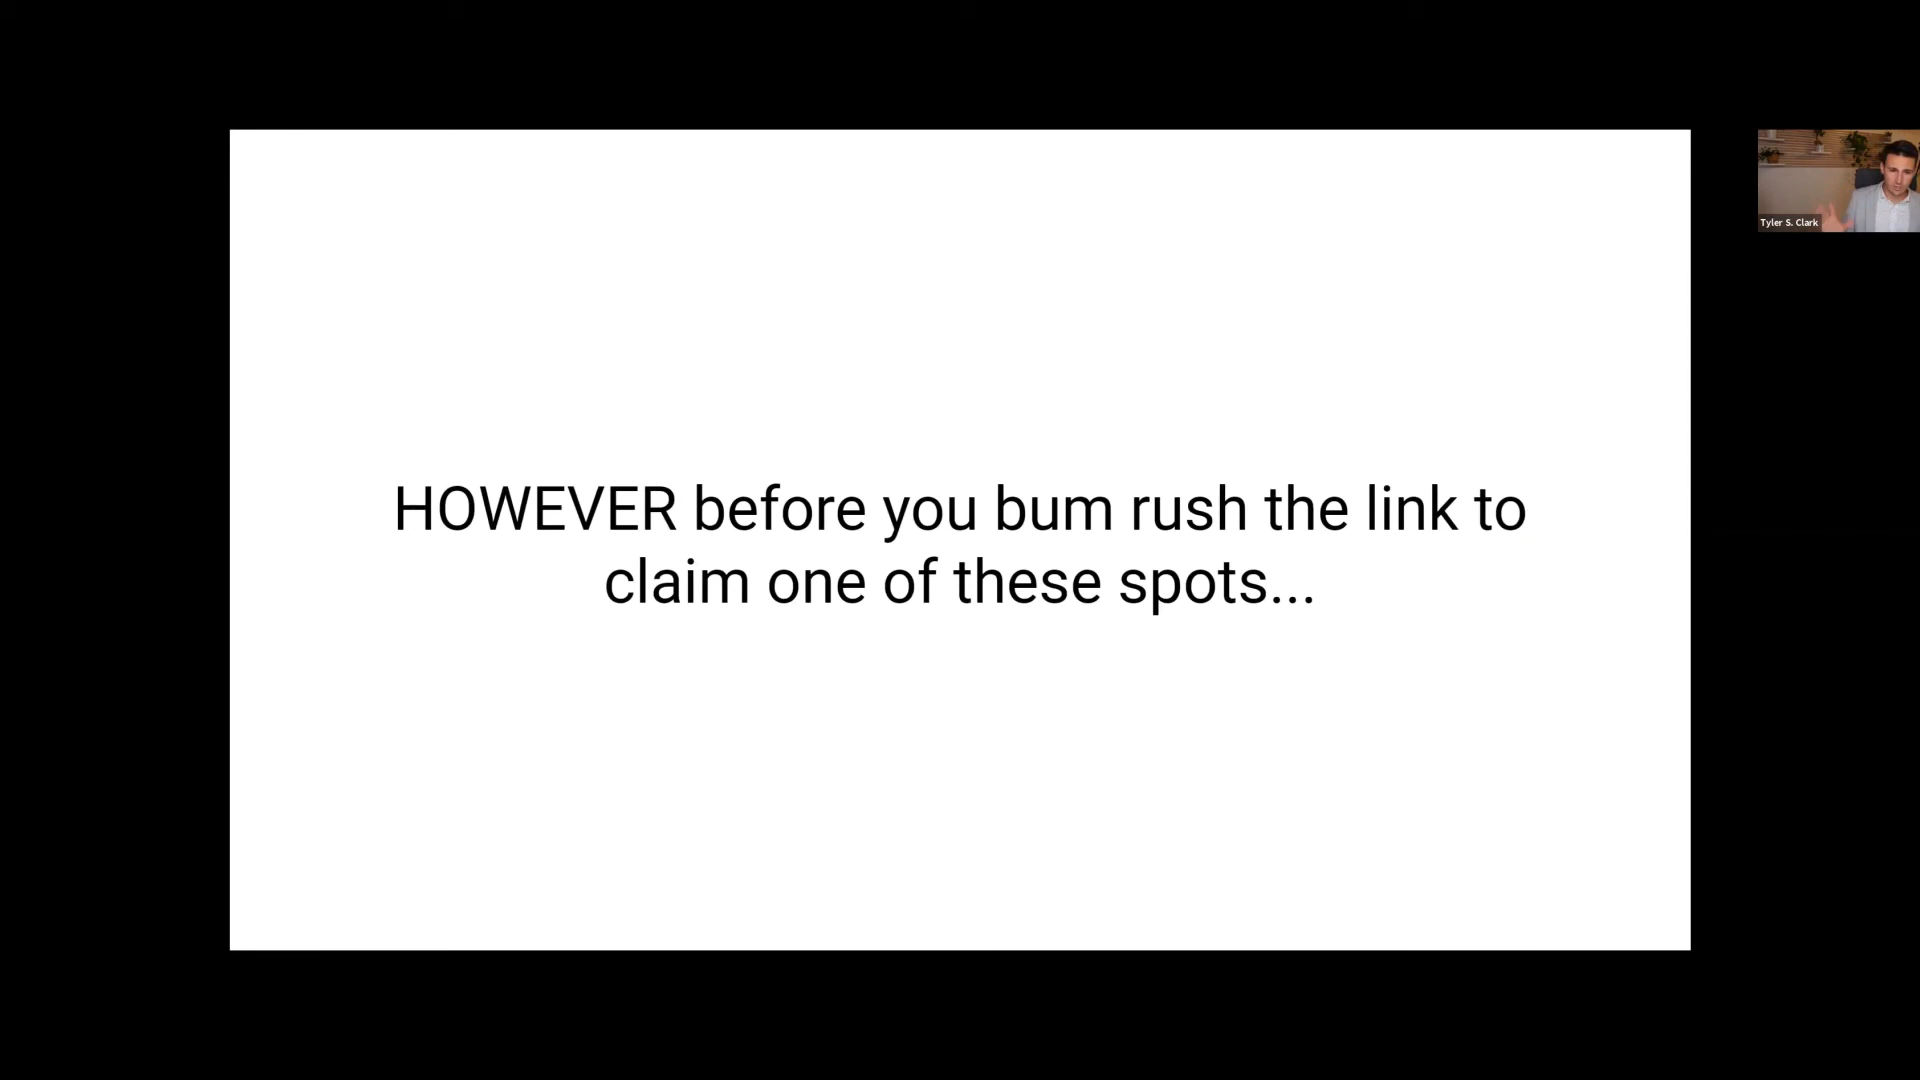 HOWEVER before you bum rush the link to
claim one of these spots...
Tyler S. Clark